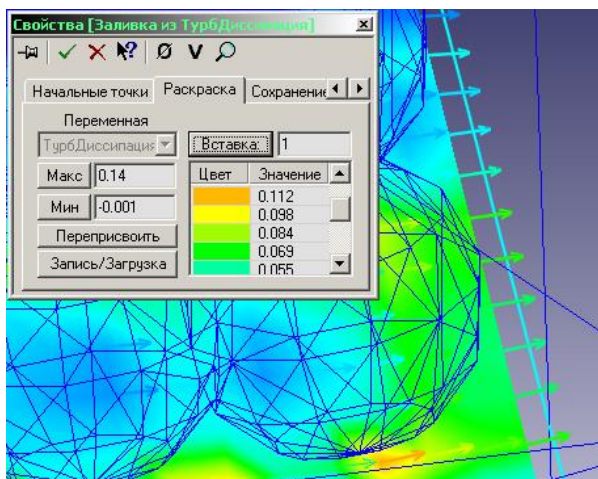 Свойства [Заливка из ТурбДиссипация]
Начальные точки Раскраска Сохранение
Переменная
ТурбДиссипация Вставка: 1
Макс 0.14 Цвет Значение
0.112
Мин -0.001 0.098
0.084
Переприсвоить 0.069
Запись/Загрузка 0.055